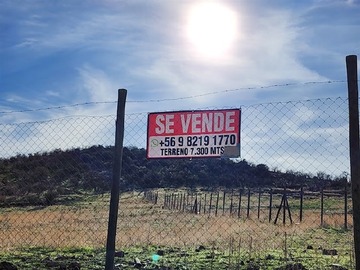 SE VENDE
+56 9 8219 1770
TERRENO 7.300 MTS